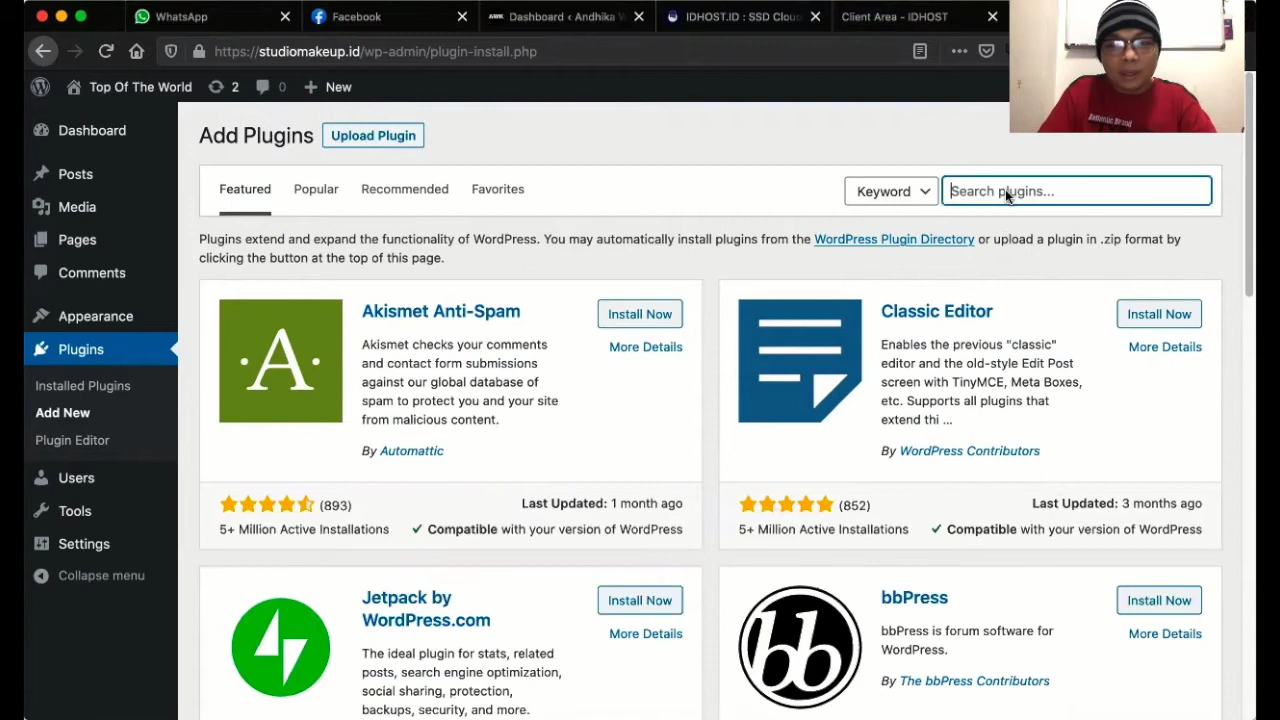 WhatsApp
Facebook
AWK Dashboard ‹ Andhika W
IDHOST.ID : SSD Clou
Client Area - IDHOST
https://studiomakeup.id/wp-admin/plugin-install.php
Top Of The World 2 0 + New
Dashboard
Posts
Media
Pages
Comments
Appearance
Plugins
Installed Plugins
Add New
Plugin Editor
Users
Tools
Settings
Collapse menu
Add Plugins Upload Plugin
Featured Popular Recommended Favorites Keyword Search plugins...
Plugins extend and expand the functionality of WordPress. You may automatically install plugins from the WordPress Plugin Directory or upload a plugin in .zip format by
clicking the button at the top of this page.
A
Akismet Anti-Spam
Install Now
More Details
Akismet checks your comments
and contact form submissions
against our global database of
spam to protect you and your site
from malicious content.
By Automattic
(893)
Last Updated: 1 month ago
5+ Million Active Installations
Compatible with your version of WordPress
Classic Editor
Install Now
More Details
Enables the previous "classic"
editor and the old-style Edit Post
screen with TinyMCE, Meta Boxes,
etc. Supports all plugins that
extend thi ...
By WordPress Contributors
(852)
Last Updated: 3 months ago
5+ Million Active Installations
Compatible with your version of WordPress
Jetpack by
WordPress.com
Install Now
More Details
The ideal plugin for stats, related
posts, search engine optimization,
social sharing, protection,
backups, security, and more.
bb
bbPress
Install Now
More Details
bbPress is forum software for
WordPress.
By The bbPress Contributors
Authentic Brand